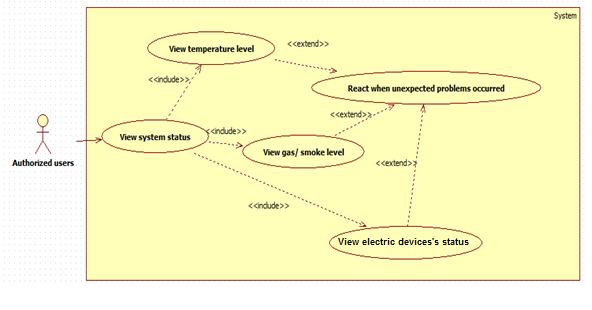 System
View temperature level
<<extend>>
<<include>>
React when unexpected problems occurred
<<extend>>
View system status
<<include>>
View gas/ smoke level
Authorized users
<<extend>>
<<include>>
View electric devices's status